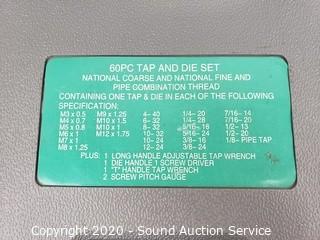 60PC TAP AND DIE SET
NATIONAL COARSE AND NATIONAL FINE AND
PIPE COMBINATION THREAD
CONTAINING ONE TAP & DIE IN EACH OF THE FOLLOWING
SPECIFICATION:
M3 x 0.5 M9 x 1.25 4– 40 1/4– 20 7/16– 14
M4 x 0.7 M10 x 1.5 6– 32 1/4– 28 7/16– 20
M5 x 0.8 M10 x 1 8– 32 5/16– 18 1/2– 13
M6 x 1 M12 x 1.75 10– 32 5/16– 24 1/2– 20
M7 x 1 10– 24 3/8– 16 1/8– PIPE TAP
M8 x 1.25 12– 24 3/8– 24
PLUS: 1 LONG HANDLE ADJUSTABLE TAP WRENCH
1 DIE HANDLE 1 SCREW DRIVER
1 "T" HANDLE TAP WRENCH
2 SCREW PITCH GAUGE
Copyright 2020 - Sound Auction Service